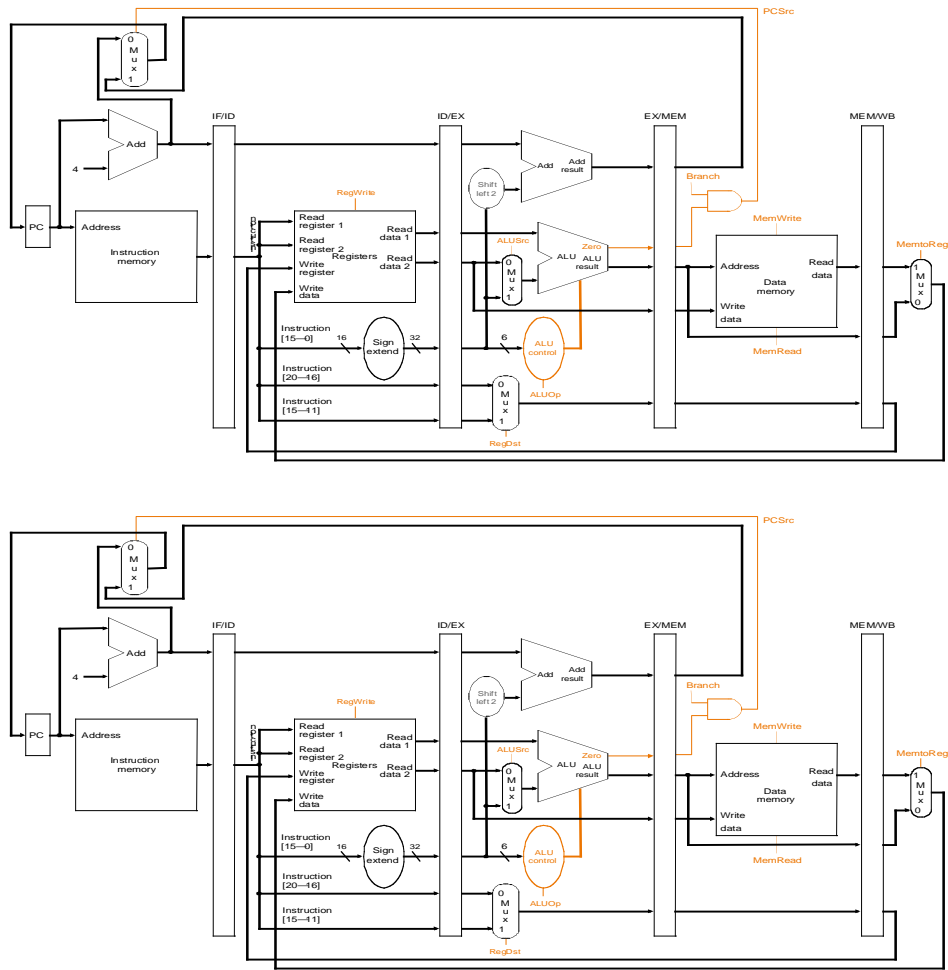 PCSrc
0
M
u
x
1
IF/ID
ID/EX
EX/MEM
MEM/WB
Add
4
Add
Add
result
Shift
left 2
Branch
RegWrite
MemWrite
PC
Address
Instruction
memory
Read
register 1
Read
register 2
Registers
Write
register
Write
data
Read
data 1
Read
data 2
ALUSrc
0
M
u
x
1
Zero
ALU
ALU
result
MemtoReg
Address
Read
data
Data
memory
Write
data
1
M
u
x
0
Instruction
[15—0]
16
Sign
extend
32
6
ALU
control
MemRead
Instruction
[20—16]
ALUOp
Instruction
[15—11]
0
M
u
x
1
RegDst
PCSrc
0
M
u
x
1
IF/ID
ID/EX
EX/MEM
MEM/WB
Add
4
Add
Add
result
Shift
left 2
Branch
RegWrite
MemWrite
PC
Address
Instruction
memory
Read
register 1
Read
register 2
Registers
Write
register
Write
data
Read
data 1
Read
data 2
ALUSrc
0
M
u
x
1
Zero
ALU
ALU
result
MemtoReg
Address
Read
data
Data
memory
Write
data
1
M
u
x
0
Instruction
[15—0]
16
Sign
extend
32
6
ALU
control
MemRead
Instruction
[20—16]
ALUOp
Instruction
[15—11]
0
M
u
x
1
RegDst